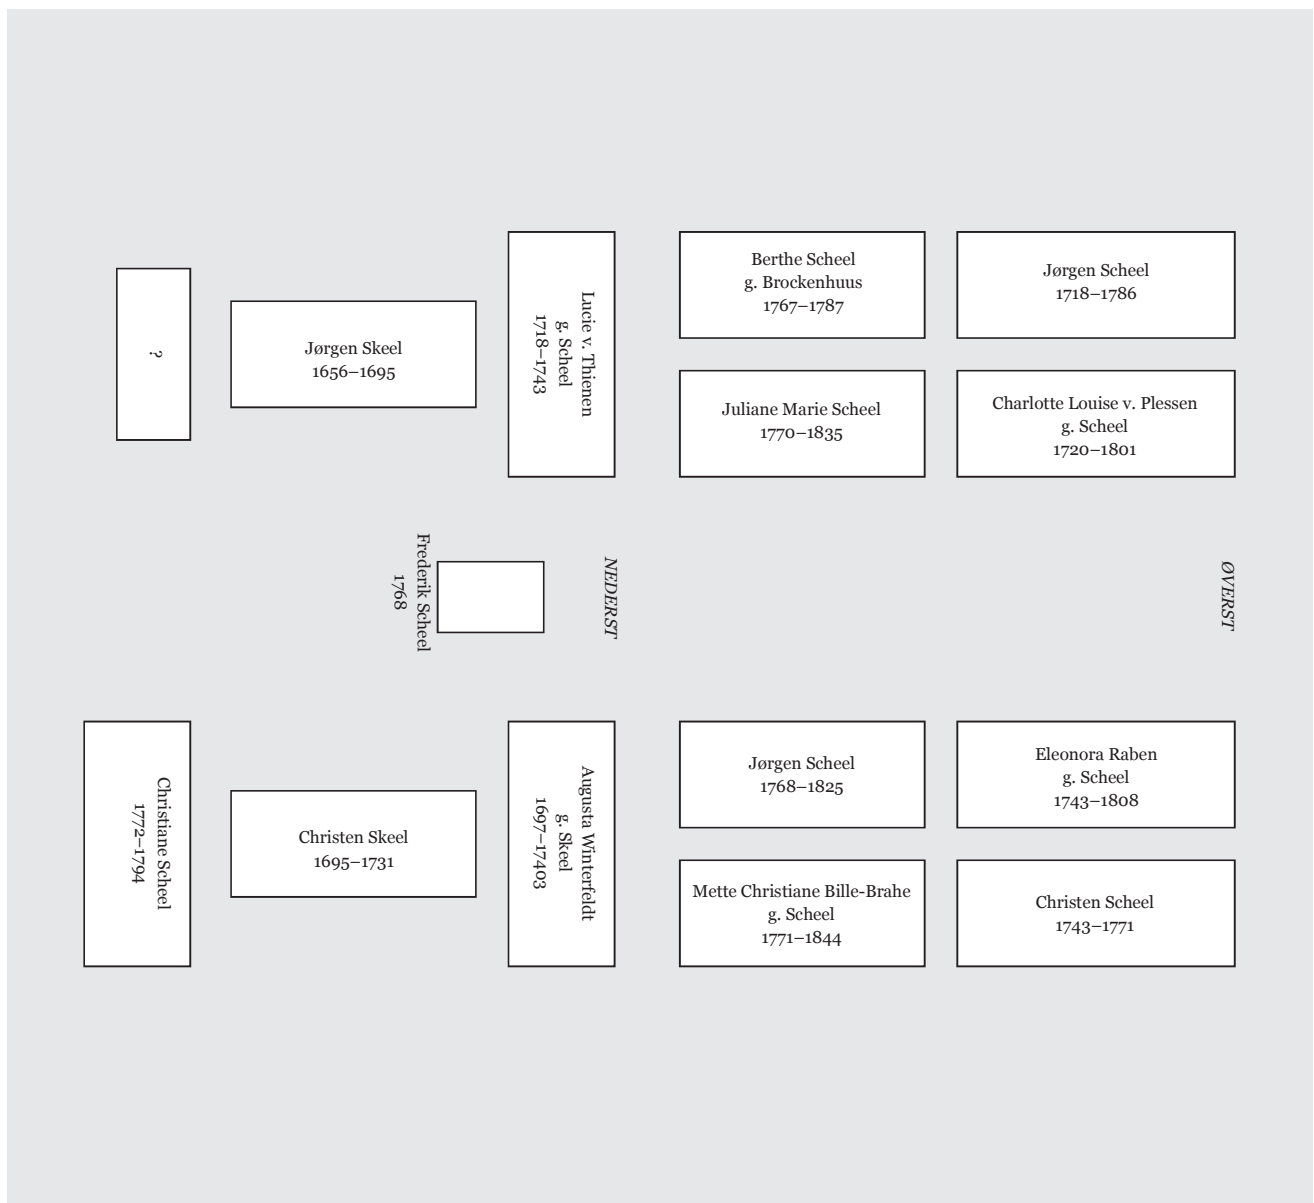 Berthe Scheel
g. Brockenhuus
1767–1787
Jørgen Scheel
1718–1786
Lucie v. Thienen
g. Scheel
1718–1743
?
Jørgen Skeel
1656–1695
Juliane Marie Scheel
1770–1835
Charlotte Louise v. Plessen
g. Scheel
1720–1801
Frederik Scheel
1768
NEDERST
ØVERST
Christiane Scheel
1772–1794
Christen Skeel
1695–1731
Augusta Winterfeldt
g. Skeel
1697–17403
Jørgen Scheel
1768–1825
Eleonora Raben
g. Scheel
1743–1808
Mette Christiane Bille-Brahe
g. Scheel
1771–1844
Christen Scheel
1743–1771